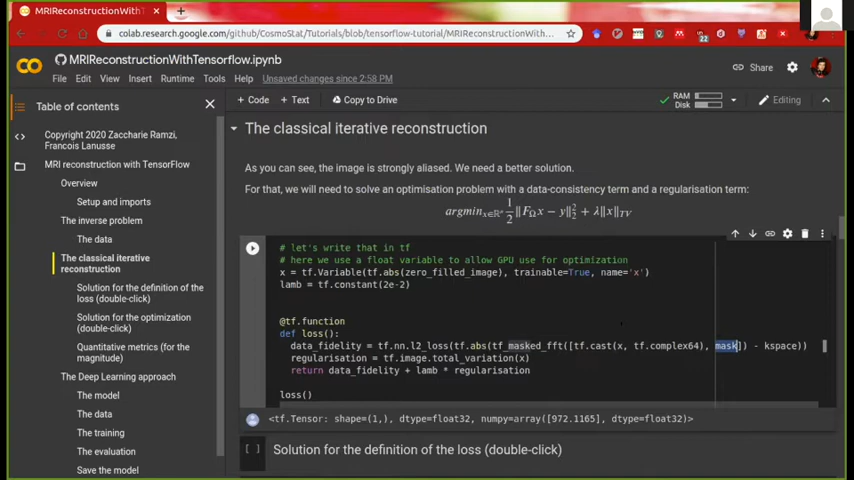 MRIReconstructionWithTensorf
colab.research.google.com/github/CosmoStat/Tutorials/blob/tensorflow-tutorial/MRIReconstructionWithTensorf...
22
MRIReconstructionWithTensorflow.ipynb
File Edit View Insert Runtime Tools Help Unsaved changes since 2:58 PM
Share
+ Code + Text Copy to Drive
RAM
Disk
Editing
Table of contents
Copyright 2020 Zaccharie Ramzi,
Francois Lanusse
MRI reconstruction with TensorFlow
Overview
Setup and imports
The inverse problem
The data
The classical iterative
reconstruction
Solution for the definition of the
loss (double-click)
Solution for the optimization
(double-click)
Quantitative metrics (for the
magnitude)
The Deep Learning approach
The model
The data
The training
The evaluation
Save the model
The classical iterative reconstruction
As you can see, the image is strongly aliased. We need a better solution.
For that, we will need to solve an optimisation problem with a data-consistency term and a regularisation term:
argmin_{x∈ℝⁿ} 1/2 ‖F_Ω x − y‖₂² + λ‖x‖_TV
# let's write that in tf
# here we use a float variable to allow GPU use for optimization
x = tf.Variable(tf.abs(zero_filled_image), trainable=True, name='x')
lamb = tf.constant(2e-2)
@tf.function
def loss():
data_fidelity = tf.nn.l2_loss(tf.abs(tf_masked_fft([tf.cast(x, tf.complex64), mask]) - kspace))
regularisation = tf.image.total_variation(x)
return data_fidelity + lamb * regularisation
loss()
<tf.Tensor: shape=(1,), dtype=float32, numpy=array([972.1165], dtype=float32)>
[ ] Solution for the definition of the loss (double-click)